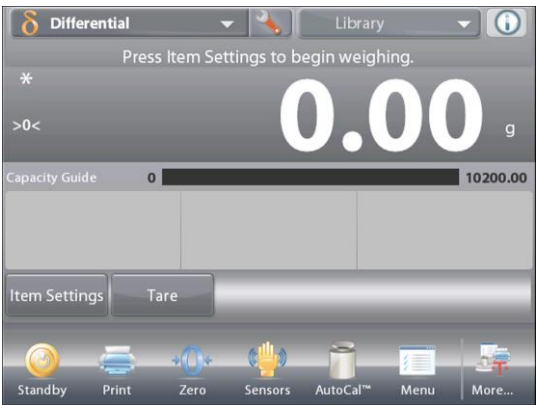 δ Differential Library i
Press Item Settings to begin weighing.
*
>0< 0.00 g
Capacity Guide 0 10200.00
Item Settings Tare
→0← 
Standby Print Zero Sensors AutoCal™ Menu More...